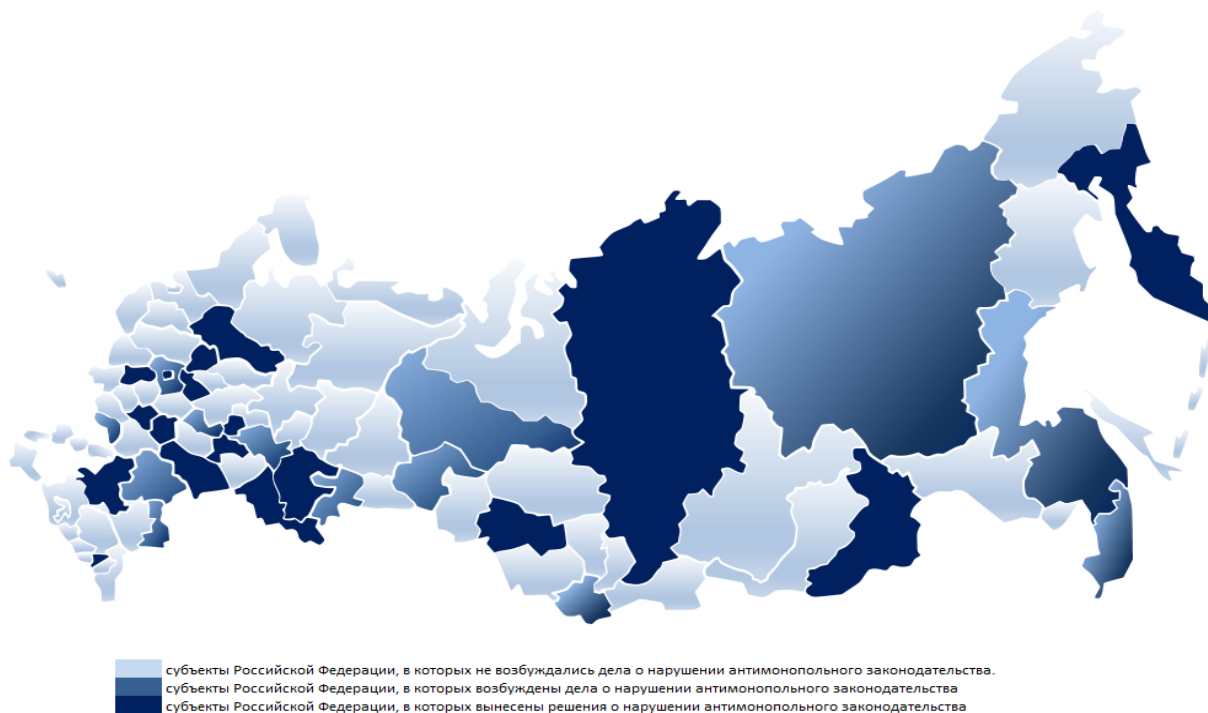 субъекты Российской Федерации, в которых не возбуждались дела о нарушении антимонопольного законодательства.
субъекты Российской Федерации, в которых возбуждены дела о нарушении антимонопольного законодательства
субъекты Российской Федерации, в которых вынесены решения о нарушении антимонопольного законодательства